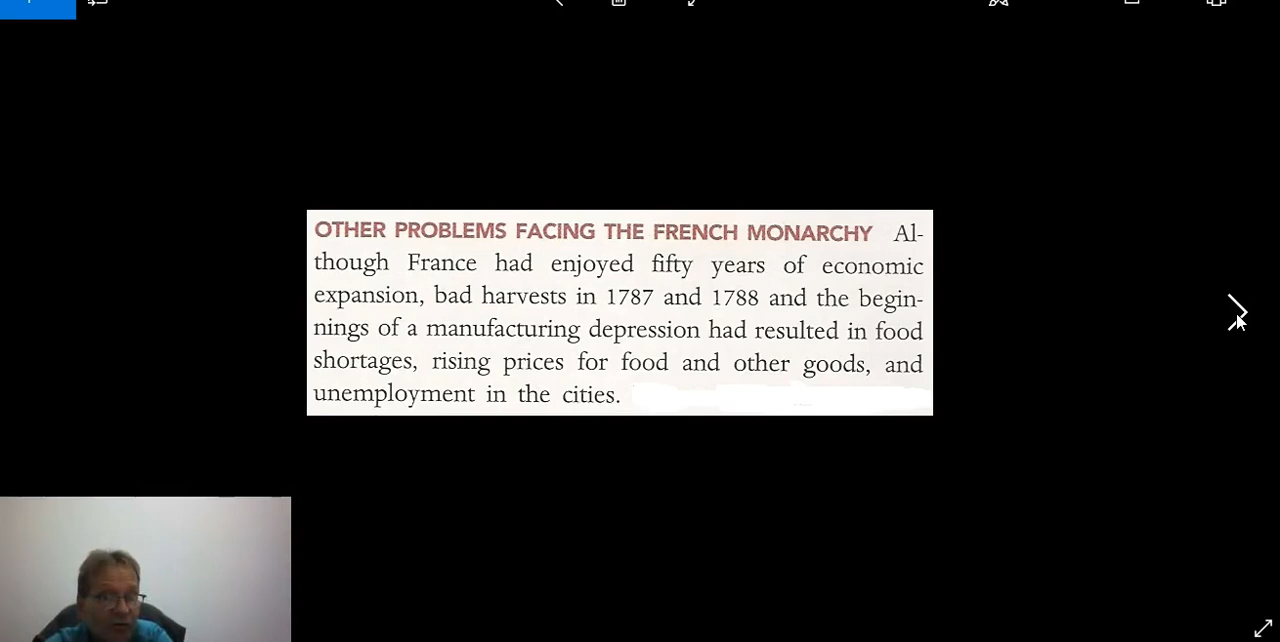 OTHER PROBLEMS FACING THE FRENCH MONARCHY Al-
though France had enjoyed fifty years of economic
expansion, bad harvests in 1787 and 1788 and the begin-
nings of a manufacturing depression had resulted in food
shortages, rising prices for food and other goods, and
unemployment in the cities.